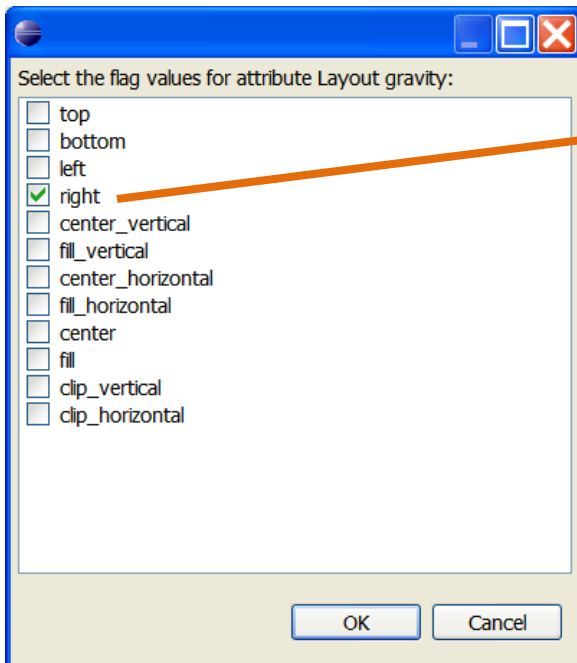 Select the flag values for attribute Layout gravity:
top
bottom
left
right
center_vertical
fill_vertical
center_horizontal
fill_horizontal
center
fill
clip_vertical
clip_horizontal
OK Cancel